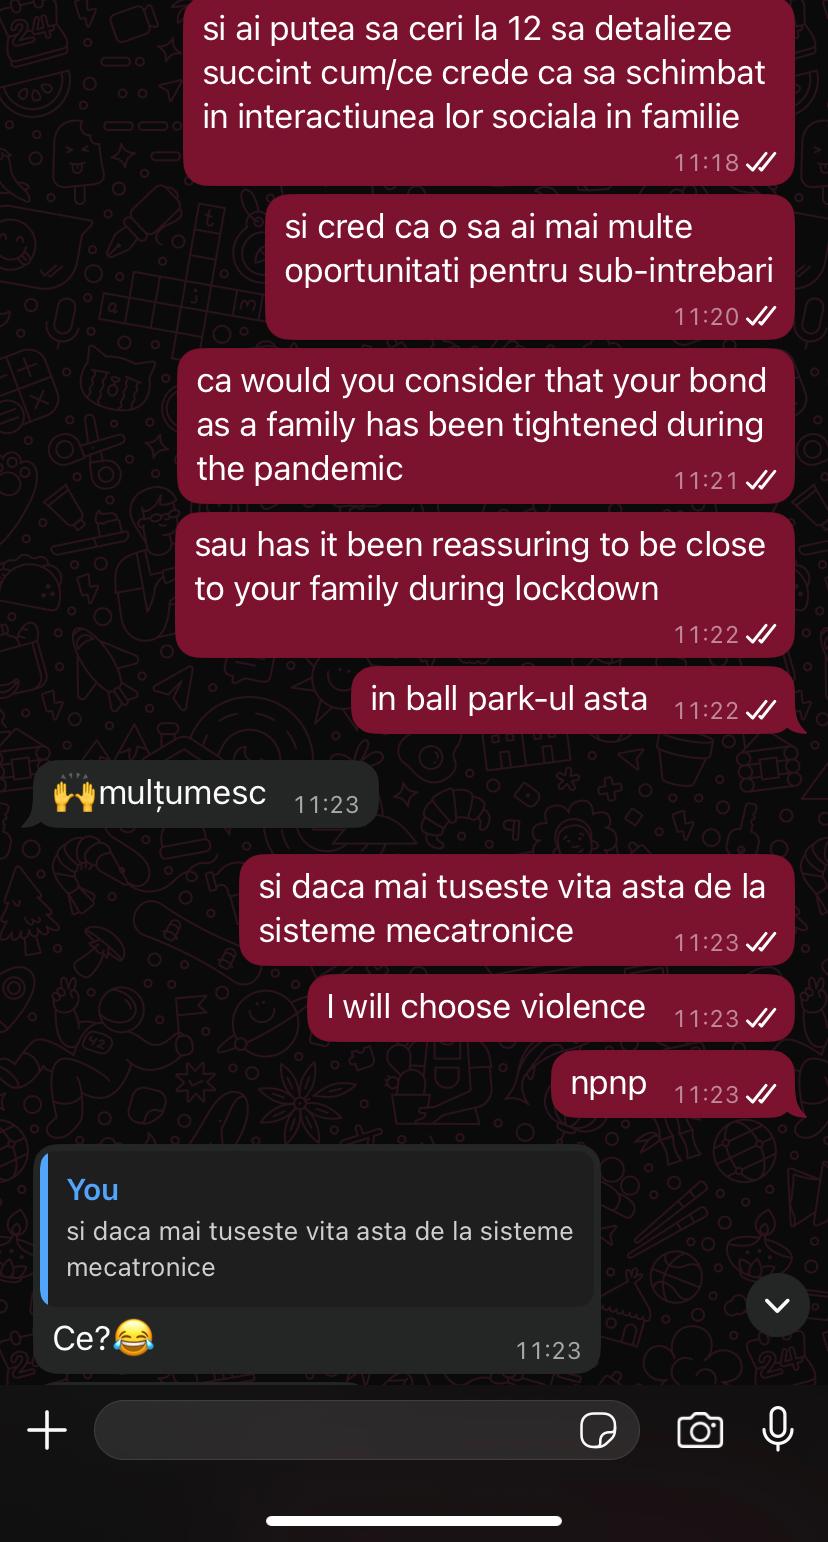 si ai putea sa ceri la 12 sa detalieze
succint cum/ce crede ca sa schimbat
in interactiunea lor sociala in familie
11:18
si cred ca o sa ai mai multe
oportunitati pentru sub-intrebari
11:20
ca would you consider that your bond
as a family has been tightened during
the pandemic
11:21
sau has it been reassuring to be close
to your family during lockdown
11:22
in ball park-ul asta 11:22
🙌mulțumesc 11:23
si daca mai tuseste vita asta de la
sisteme mecatronice 11:23
I will choose violence 11:23
npnp 11:23
You
si daca mai tuseste vita asta de la sisteme
mecatronice
Ce?😂
11:23